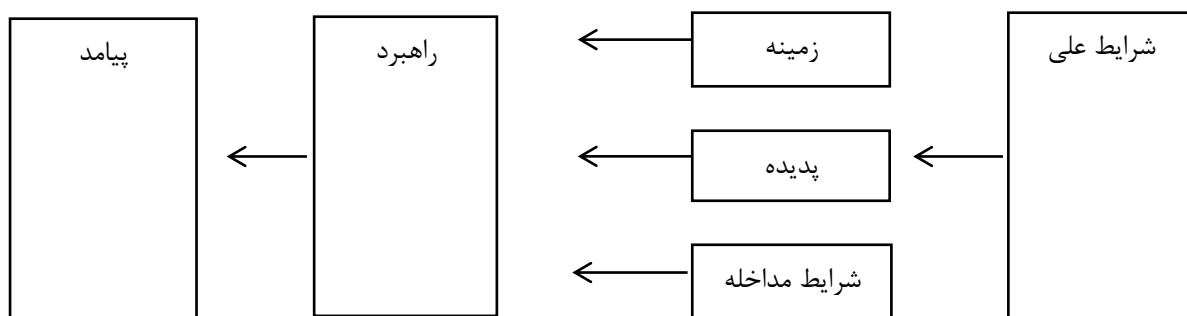 شرایط علی
زمینه
پدیده
شرایط مداخله
راهبرد
پیامد